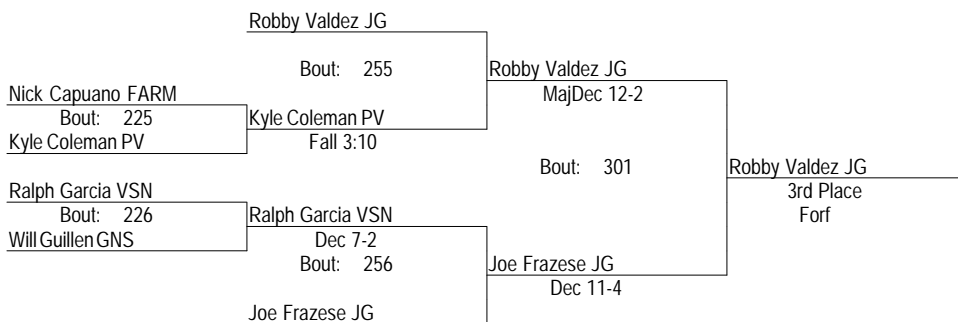 Robby Valdez JG
Bout: 255
Robby Valdez JG
MajDec 12-2
Nick Capuano FARM
Bout: 225
Kyle Coleman PV
Kyle Coleman PV
Fall 3:10
Bout: 301
Robby Valdez JG
3rd Place
Forf
Ralph Garcia VSN
Bout: 226
Will Guillen GNS
Ralph Garcia VSN
Dec 7-2
Bout: 256
Joe Frazese JG
Dec 11-4
Joe Frazese JG